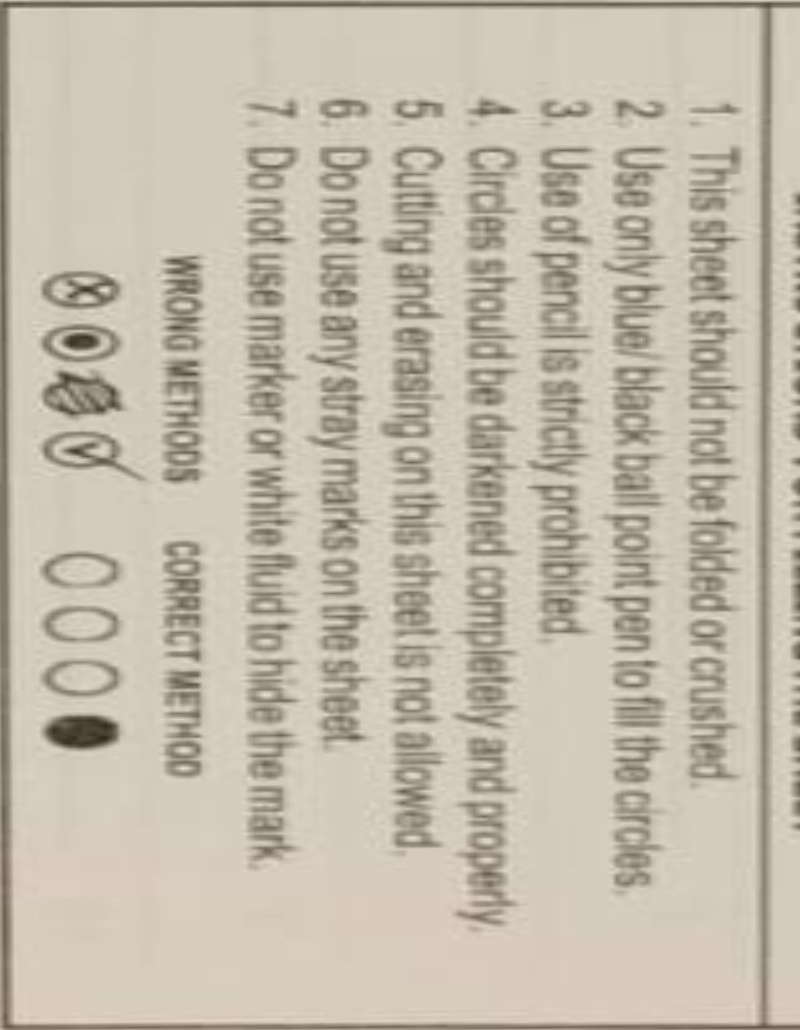 1. This sheet should not be folded or crushed.
2. Use only blue/ black ball point pen to fill the circles.
3. Use of pencil is strictly prohibited.
4. Circles should be darkened completely and properly.
5. Cutting and erasing on this sheet is not allowed.
6. Do not use any stray marks on the sheet.
7. Do not use marker or white fluid to hide the mark.
WRONG METHODS CORRECT METHOD